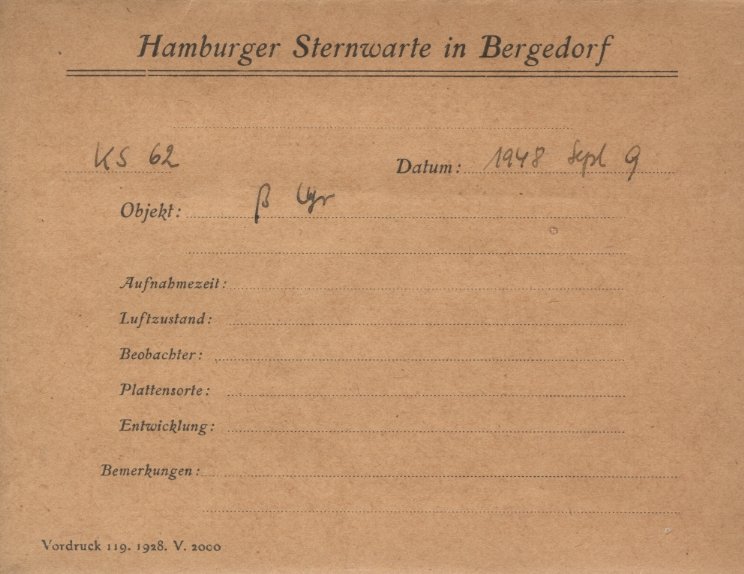 Hamburger Sternwarte in Bergedorf
KS 62 Datum: 1948 Sept 9
Objekt: β Lyr
Aufnahmezeit:
Luftzustand:
Beobachter:
Plattensorte:
Entwicklung:
Bemerkungen:
Vordruck 119. 1928. V. 2000